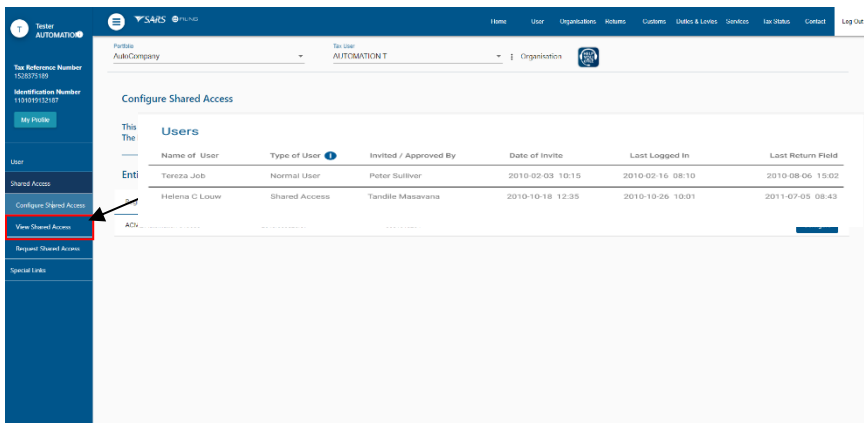 T
Tester
AUTOMATION
SARS eFILING
Home User Organisations Returns Customs Duties & Levies Services Tax Status Contact Log Out
Tax Reference Number
1528375189
Identification Number
1101019132187
My Profile
User
Shared Access
Configure Shared Access
View Shared Access
Request Shared Access
Special Links
Portfolio
AutoCompany
Tax User
AUTOMATION T
Organisation
Configure Shared Access
This
The
Enti
Users
Name of User Type of User Invited / Approved By Date of Invite Last Logged In Last Return Field
Tereza Job Normal User Peter Sulliver 2010-02-03 10:15 2010-02-16 08:10 2010-08-06 15:02
Helena C Louw Shared Access Tandile Masavana 2010-10-18 12:35 2010-10-26 10:01 2011-07-05 08:43